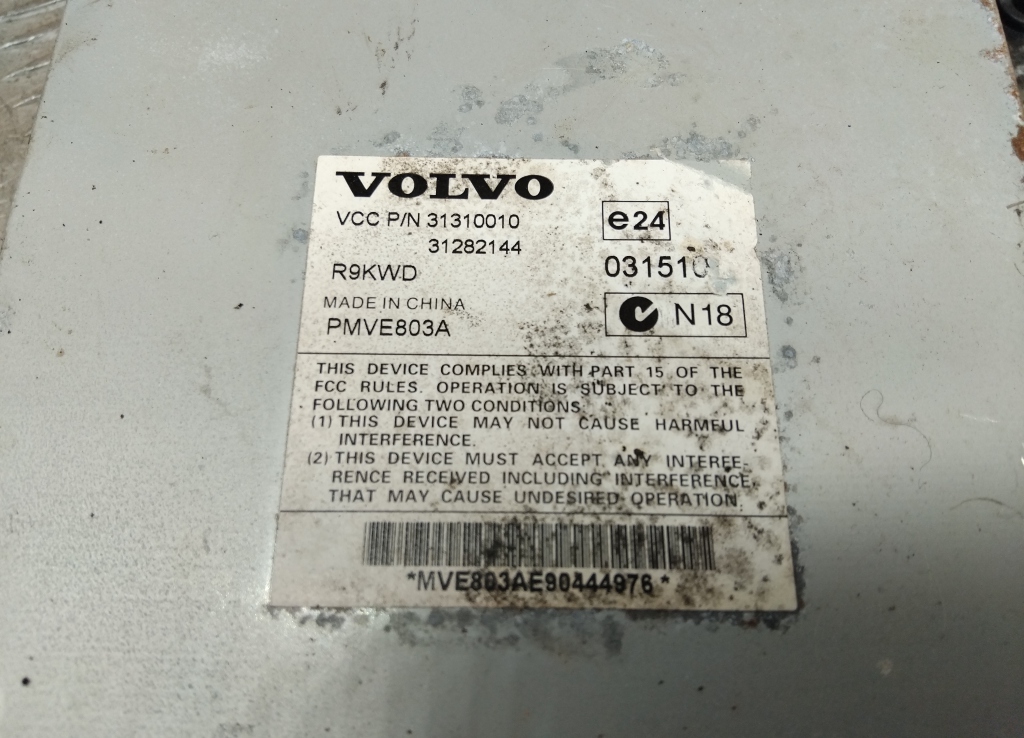 VOLVO
VCC P/N 31310010
31282144
e24
R9KWD
031510
MADE IN CHINA
N18
PMVE803A
THIS DEVICE COMPLIES WITH PART 15 OF THE
FCC RULES. OPERATION IS SUBJECT TO THE
FOLLOWING TWO CONDITIONS:
(1) THIS DEVICE MAY NOT CAUSE HARMFUL
INTERFERENCE.
(2) THIS DEVICE MUST ACCEPT ANY INTERFE-
RENCE RECEIVED INCLUDING INTERFERENCE,
THAT MAY CAUSE UNDESIRED OPERATION.
*MVE803AE90444976*